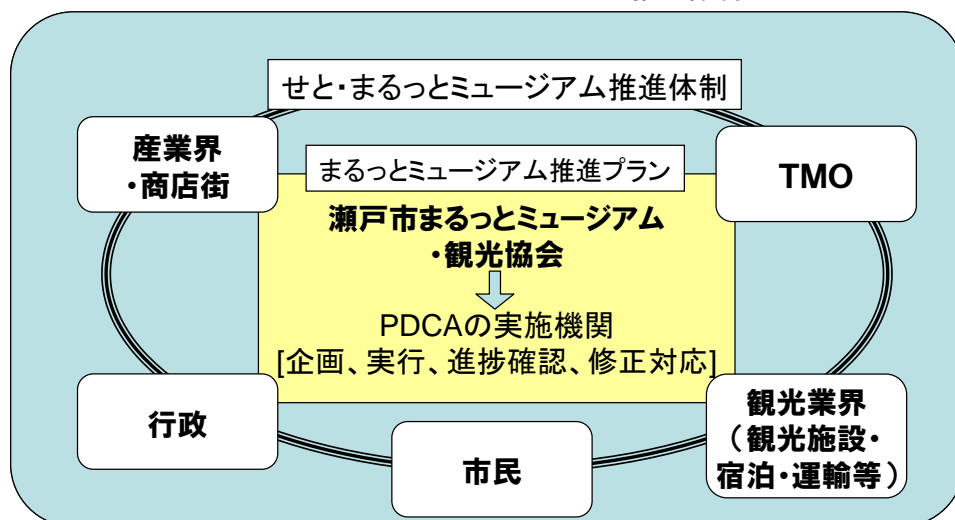 せと・まるっとミュージアム推進体制
産業界
・商店街
まるっとミュージアム推進プラン
TMO
瀬戸市まるっとミュージアム
・観光協会
PDCAの実施機関
[企画、実行、進捗確認、修正対応]
行政
市民
観光業界
（観光施設・
宿泊・運輸等）